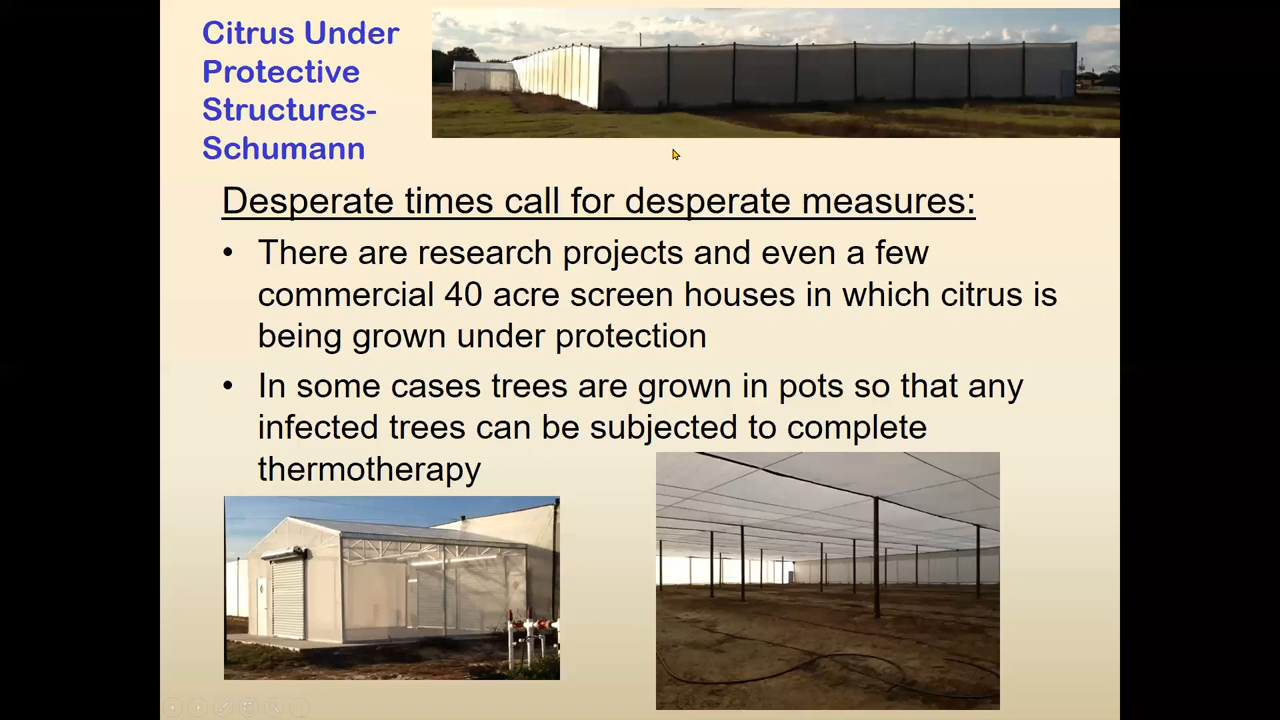 Citrus Under
Protective
Structures-
Schumann
Desperate times call for desperate measures:
• There are research projects and even a few
commercial 40 acre screen houses in which citrus is
being grown under protection
• In some cases trees are grown in pots so that any
infected trees can be subjected to complete
thermotherapy